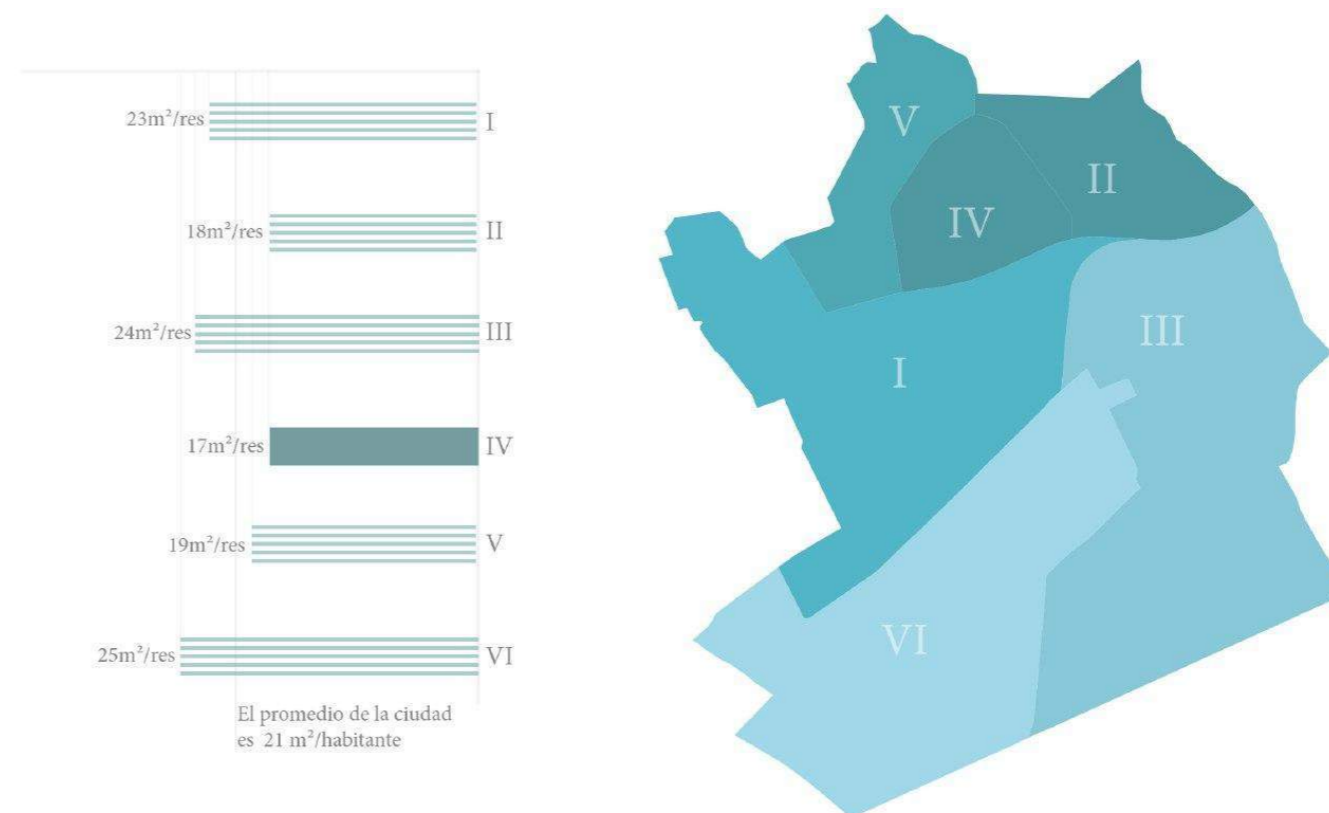 23m²/res I
18m²/res II
24m²/res III
17m²/res IV
19m²/res V
25m²/res VI
El promedio de la ciudad
es 21 m²/habitante
V
II
IV
III
I
VI